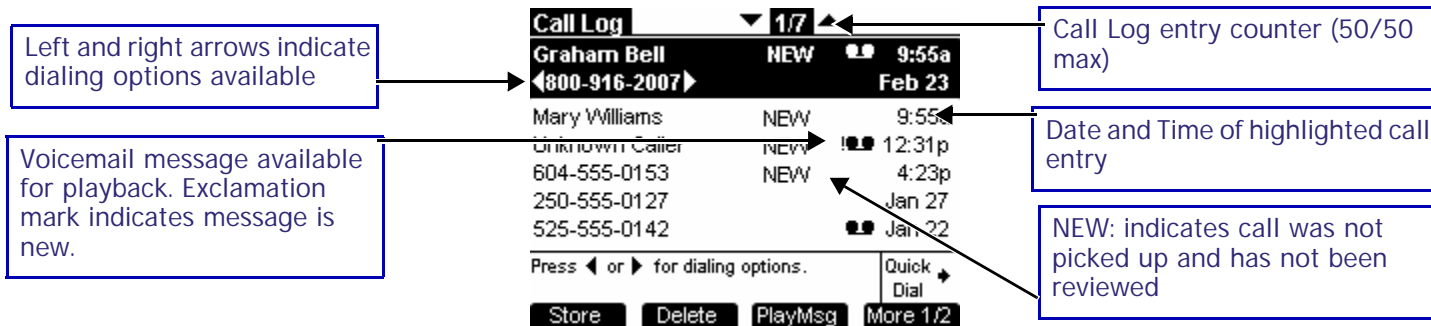 Call Log 1/7
Graham Bell NEW 9:55a
800-916-2007 Feb 23
Mary Williams NEW 9:55a
Unknown Caller NEW ! 12:31p
604-555-0153 NEW 4:23p
250-555-0127 Jan 27
525-555-0142 Jan 22
Press ◀ or ▶ for dialing options.
Quick
Dial
Store Delete PlayMsg More 1/2
Left and right arrows indicate
dialing options available
Voicemail message available
for playback. Exclamation
mark indicates message is
new.
Call Log entry counter (50/50
max)
Date and Time of highlighted call
entry
NEW: indicates call was not
picked up and has not been
reviewed